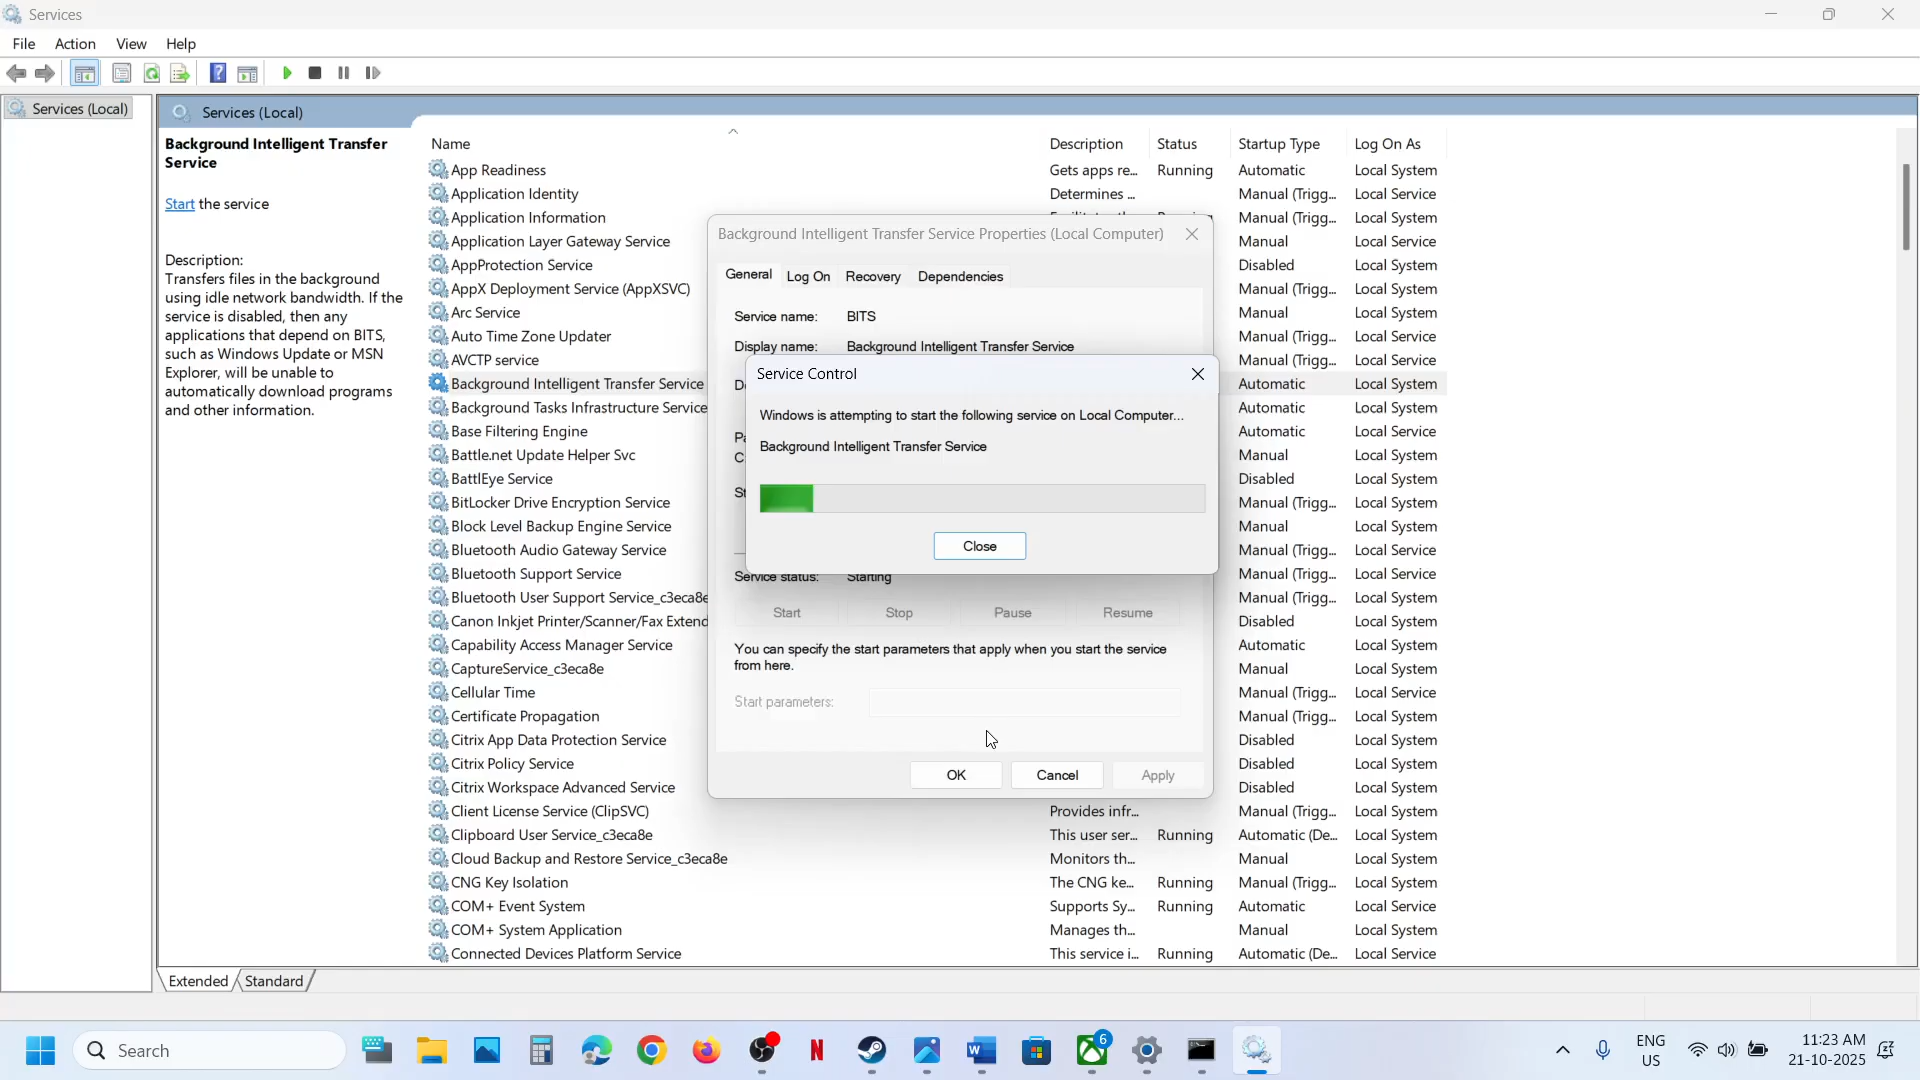 Services
File Action View Help
Services (Local)
Services (Local)
Background Intelligent Transfer
Service
Start the service
Description:
Transfers files in the background
using idle network bandwidth. If the
service is disabled, then any
applications that depend on BITS,
such as Windows Update or MSN
Explorer, will be unable to
automatically download programs
and other information.
Name Description Status Startup Type Log On As
App Readiness Gets apps re... Running Automatic Local System
Application Identity Determines ... Manual (Trigg... Local Service
Application Information Manual (Trigg... Local System
Application Layer Gateway Service Manual Local Service
AppProtection Service Disabled Local System
AppX Deployment Service (AppXSVC) Manual (Trigg... Local System
Arc Service Manual Local System
Auto Time Zone Updater Manual (Trigg... Local Service
AVCTP service Manual (Trigg... Local Service
Background Intelligent Transfer Service Automatic Local System
Background Tasks Infrastructure Service Automatic Local System
Base Filtering Engine Automatic Local Service
Battle.net Update Helper Svc Manual Local System
BattlEye Service Disabled Local System
BitLocker Drive Encryption Service Manual (Trigg... Local System
Block Level Backup Engine Service Manual Local System
Bluetooth Audio Gateway Service Manual (Trigg... Local Service
Bluetooth Support Service Manual (Trigg... Local Service
Bluetooth User Support Service_c3eca8e Manual (Trigg... Local System
Canon Inkjet Printer/Scanner/Fax Extend Disabled Local System
Capability Access Manager Service Automatic Local System
CaptureService_c3eca8e Manual Local System
Cellular Time Manual (Trigg... Local Service
Certificate Propagation Manual (Trigg... Local System
Citrix App Data Protection Service Disabled Local System
Citrix Policy Service Disabled Local System
Citrix Workspace Advanced Service Disabled Local System
Client License Service (ClipSVC) Provides infr... Manual (Trigg... Local System
Clipboard User Service_c3eca8e This user ser... Running Automatic (De... Local System
Cloud Backup and Restore Service_c3eca8e Monitors th... Manual Local System
CNG Key Isolation The CNG ke... Running Manual (Trigg... Local System
COM+ Event System Supports Sy... Running Automatic Local Service
COM+ System Application Manages th... Manual Local System
Connected Devices Platform Service This service i... Running Automatic (De... Local Service
Background Intelligent Transfer Service Properties (Local Computer)
General Log On Recovery Dependencies
Service name: BITS
Display name: Background Intelligent Transfer Service
Service Control
Windows is attempting to start the following service on Local Computer...
Background Intelligent Transfer Service
Close
Service status: Starting
Start Stop Pause Resume
You can specify the start parameters that apply when you start the service
from here.
Start parameters:
OK Cancel Apply
Extended Standard
Search
6
ENG
US
11:23 AM
21-10-2025